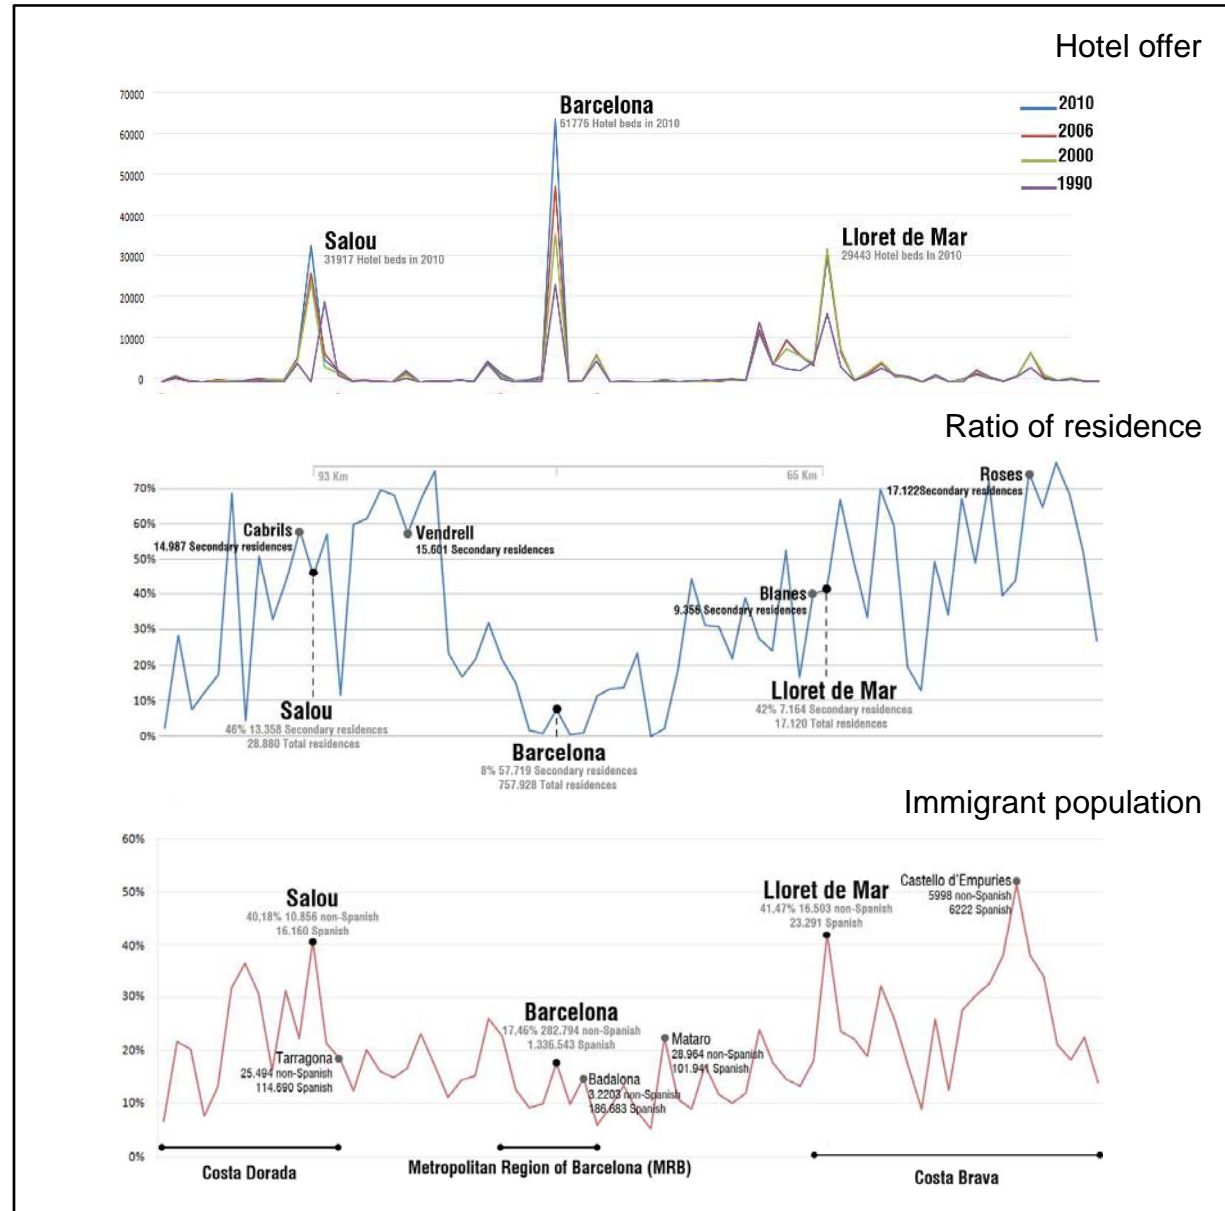 Hotel offer
70000
60000
50000
40000
30000
20000
10000
0
Barcelona
61776 Hotel beds in 2010
2010
2006
2000
1990
Salou
31917 Hotel beds in 2010
Lloret de Mar
29443 Hotel beds In 2010
Ratio of residence
93 Km
65 Km
70%
60%
50%
40%
30%
20%
10%
0%
Roses
17.122Secondary residences
Cabrils
14.987 Secondary residences
Vendrell
15.601 Secondary residences
Blanes
9.356 Secondary residences
Salou
46% 13.358 Secondary residences
28.880 Total residences
Barcelona
8% 57.719 Secondary residences
757.928 Total residences
Lloret de Mar
42% 7.164 Secondary residences
17.120 Total residences
Immigrant population
60%
50%
40%
30%
20%
10%
0%
Salou
40,18% 10.856 non-Spanish
16.160 Spanish
Lloret de Mar
41,47% 16.503 non-Spanish
23.291 Spanish
Castello d'Empuries
5998 non-Spanish
6222 Spanish
Tarragona
25.494 non-Spanish
114.690 Spanish
Barcelona
17,46% 282.794 non-Spanish
1.336.543 Spanish
Badalona
3.2203 non-Spanish
186.683 Spanish
Mataro
28.964 non-Spanish
101.941 Spanish
Costa Dorada
Metropolitan Region of Barcelona (MRB)
Costa Brava